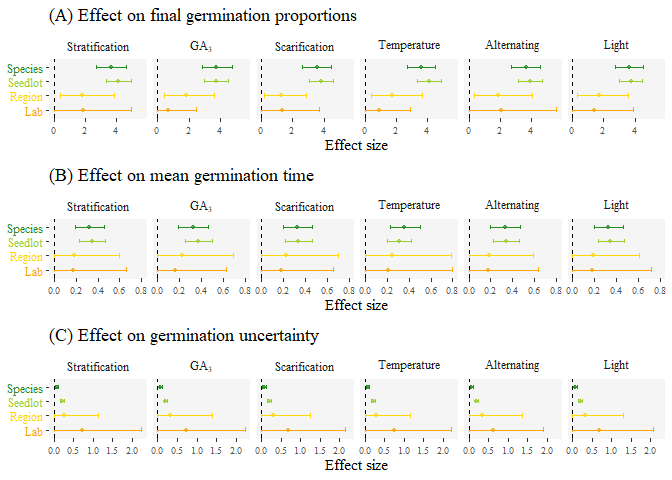 (A) Effect on final germination proportions
Stratification GA₃ Scarification Temperature Alternating Light
Species
Seedlot
Region
Lab
0 2 4 0 2 4 0 2 4 0 2 4 0 2 4 0 2 4
Effect size
(B) Effect on mean germination time
Stratification GA₃ Scarification Temperature Alternating Light
Species
Seedlot
Region
Lab
0.0 0.2 0.4 0.6 0.8 0.0 0.2 0.4 0.6 0.8 0.0 0.2 0.4 0.6 0.8 0.0 0.2 0.4 0.6 0.8 0.0 0.2 0.4 0.6 0.8 0.0 0.2 0.4 0.6 0.8
Effect size
(C) Effect on germination uncertainty
Stratification GA₃ Scarification Temperature Alternating Light
Species
Seedlot
Region
Lab
0.0 0.5 1.0 1.5 2.0 0.0 0.5 1.0 1.5 2.0 0.0 0.5 1.0 1.5 2.0 0.0 0.5 1.0 1.5 2.0 0.0 0.5 1.0 1.5 2.0 0.0 0.5 1.0 1.5 2.0
Effect size